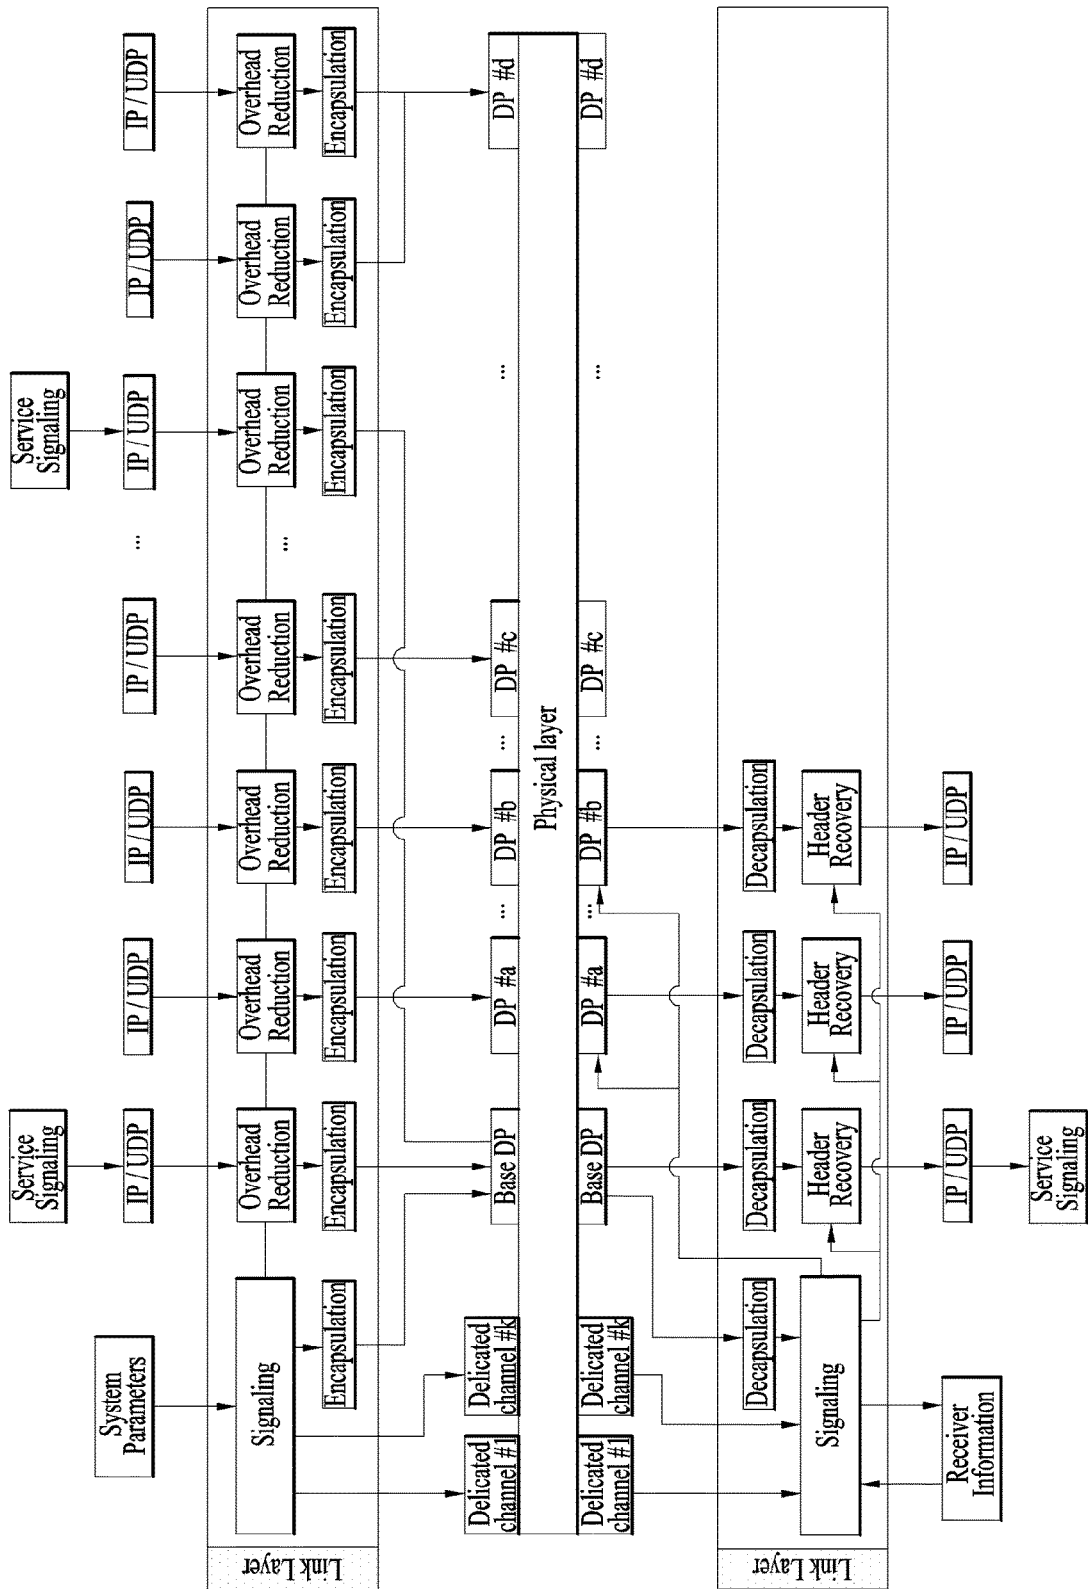 Service
Signaling
Service
Signaling
System
Parameters
IP / UDP
IP / UDP
IP / UDP
IP / UDP
...
IP / UDP
IP / UDP
IP / UDP
Link Layer
Signaling
Overhead
Reduction
Overhead
Reduction
Overhead
Reduction
Overhead
Reduction
...
Overhead
Reduction
Overhead
Reduction
Overhead
Reduction
Encapsulation
Encapsulation
Encapsulation
Encapsulation
Encapsulation
Encapsulation
Encapsulation
Encapsulation
Delicated
channel #1
Delicated
channel #k
Base DP
DP #a
...
DP #b
...
DP #c
...
DP #d
Physical layer
Delicated
channel #1
Delicated
channel #k
Base DP
DP #a
...
DP #b
...
DP #c
...
DP #d
Link Layer
Decapsulation
Decapsulation
Decapsulation
Decapsulation
Signaling
Header
Recovery
Header
Recovery
Header
Recovery
Receiver
Information
IP / UDP
IP / UDP
IP / UDP
Service
Signaling